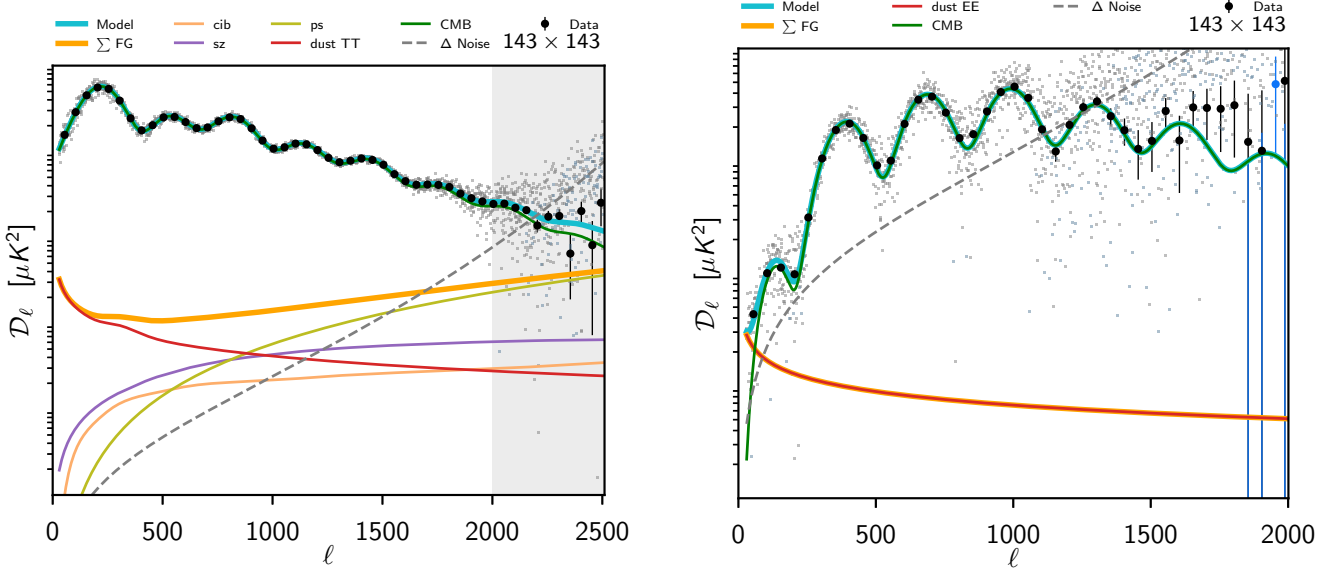 Model cib ps CMB Data
∑ FG sz dust TT Δ Noise 143 × 143
𝒟ℓ [μK²]
0 500 1000 1500 2000 2500
ℓ
Model dust EE Δ Noise Data
∑ FG CMB 143 × 143
𝒟ℓ [μK²]
0 500 1000 1500 2000
ℓ